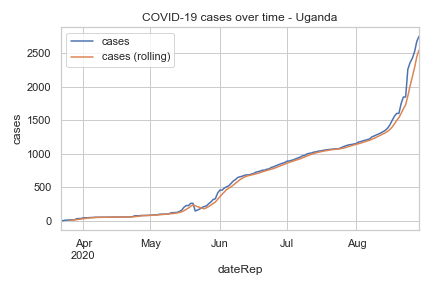 COVID-19 cases over time - Uganda
cases
cases (rolling)
cases
2500
2000
1500
1000
500
0
Apr
2020
May
Jun
Jul
Aug
dateRep